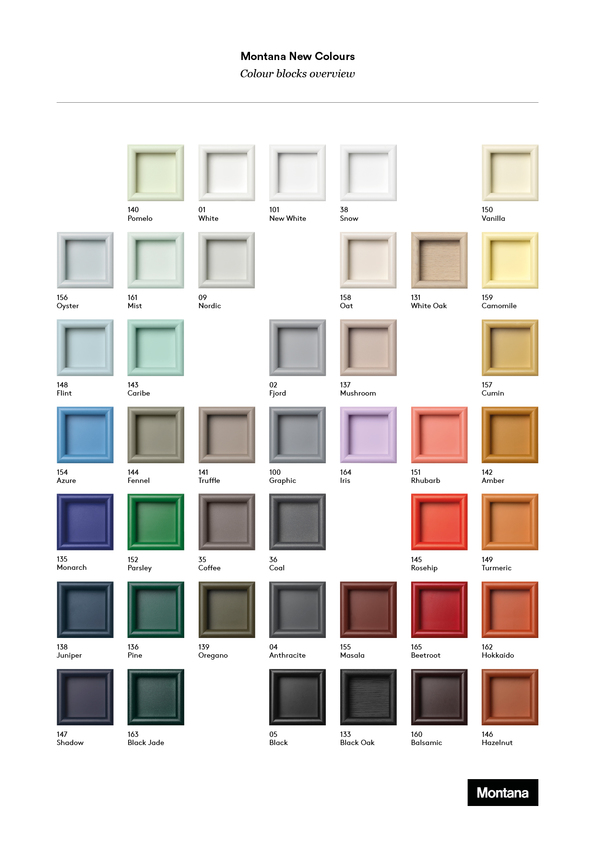 Montana New Colours
Colour blocks overview
140
Pomelo
01
White
101
New White
38
Snow
150
Vanilla
156
Oyster
161
Mist
09
Nordic
158
Oat
131
White Oak
159
Camomile
148
Flint
143
Caribe
02
Fjord
137
Mushroom
157
Cumin
154
Azure
144
Fennel
141
Truffle
100
Graphic
164
Iris
151
Rhubarb
142
Amber
135
Monarch
152
Parsley
35
Coffee
36
Coal
145
Rosehip
149
Turmeric
138
Juniper
136
Pine
139
Oregano
04
Anthracite
155
Masala
165
Beetroot
162
Hokkaido
147
Shadow
163
Black Jade
05
Black
133
Black Oak
160
Balsamic
146
Hazelnut
Montana